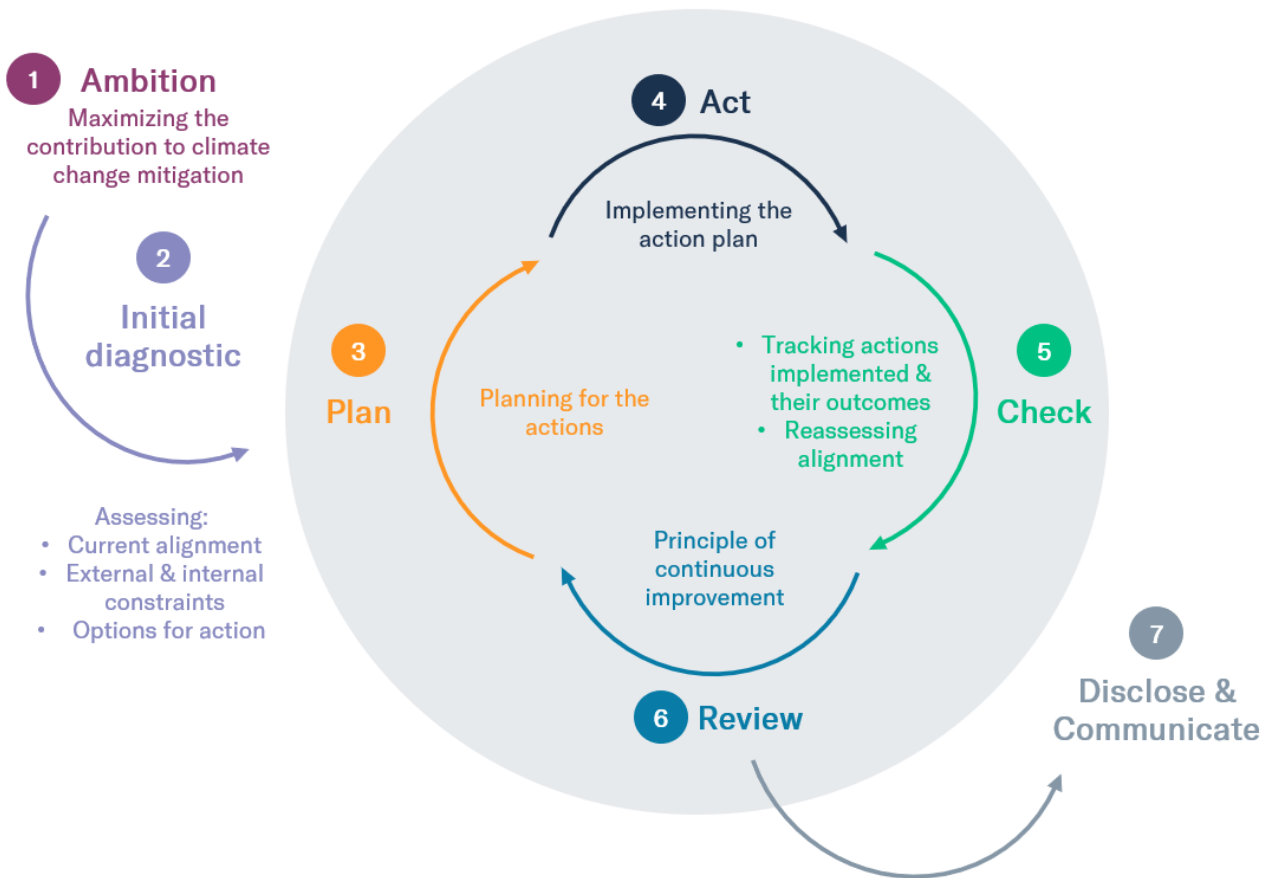 1 Ambition
Maximizing the
contribution to climate
change mitigation
2
Initial
diagnostic
Assessing:
• Current alignment
• External & internal
constraints
• Options for action
3
Plan
Planning for the
actions
4 Act
Implementing the
action plan
5
Check
• Tracking actions
implemented &
their outcomes
• Reassessing
alignment
Principle of
continuous
improvement
6 Review
7
Disclose &
Communicate